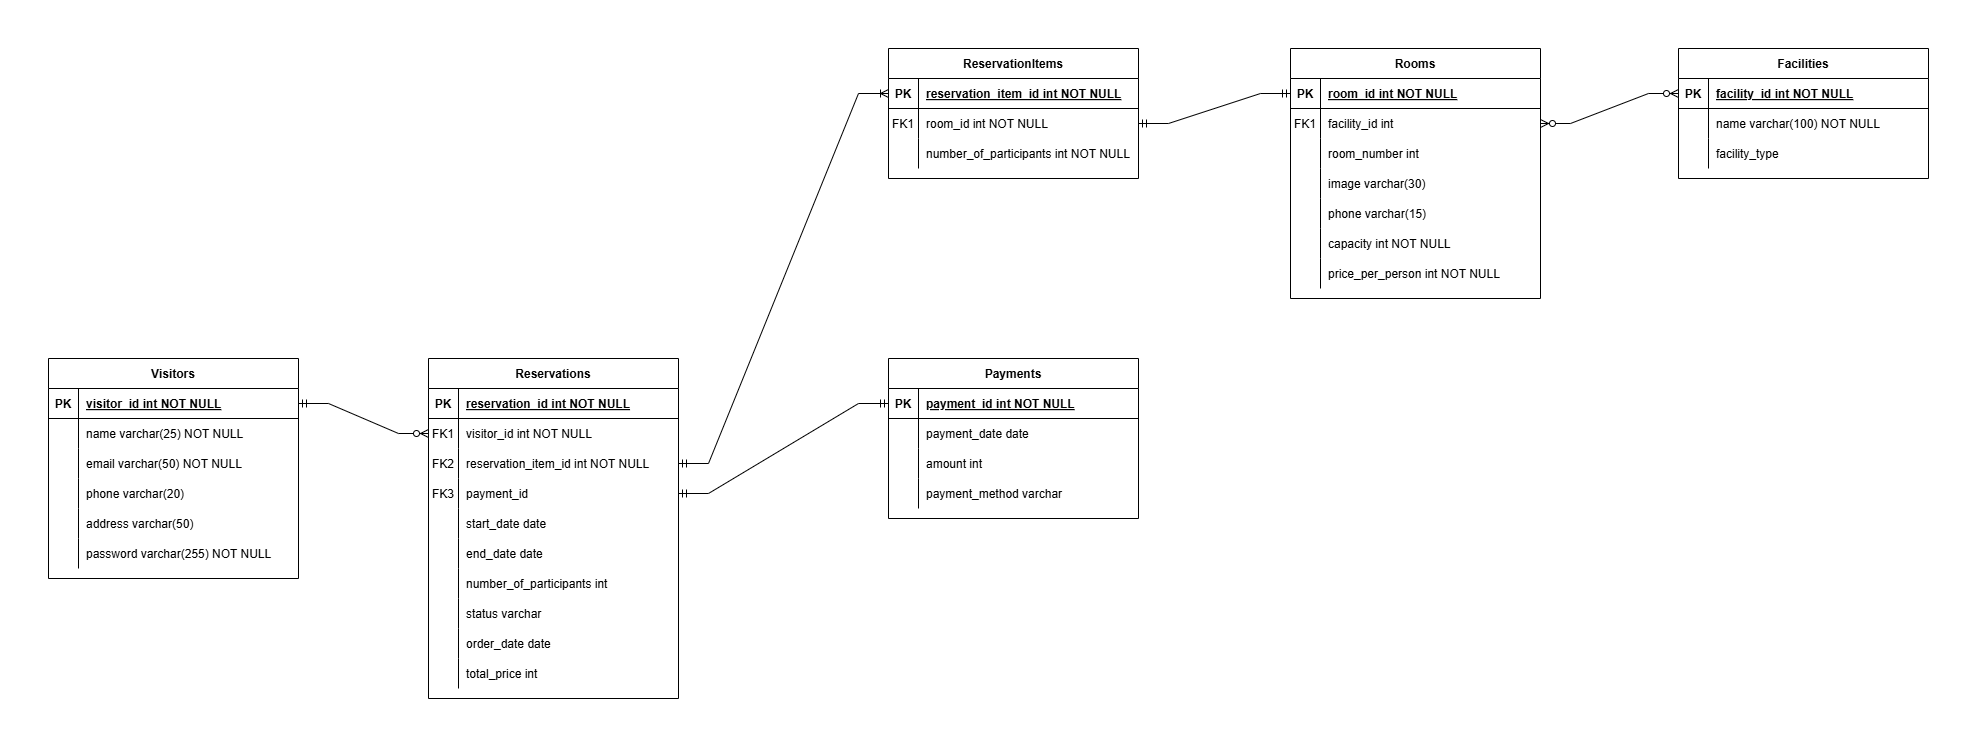 ReservationItems
PK reservation_item_id int NOT NULL
FK1 room_id int NOT NULL
number_of_participants int NOT NULL
Rooms
PK room_id int NOT NULL
FK1 facility_id int
room_number int
image varchar(30)
phone varchar(15)
capacity int NOT NULL
price_per_person int NOT NULL
Facilities
PK facility_id int NOT NULL
name varchar(100) NOT NULL
facility_type
Visitors
PK visitor_id int NOT NULL
name varchar(25) NOT NULL
email varchar(50) NOT NULL
phone varchar(20)
address varchar(50)
password varchar(255) NOT NULL
Reservations
PK reservation_id int NOT NULL
FK1 visitor_id int NOT NULL
FK2 reservation_item_id int NOT NULL
FK3 payment_id
start_date date
end_date date
number_of_participants int
status varchar
order_date date
total_price int
Payments
PK payment_id int NOT NULL
payment_date date
amount int
payment_method varchar